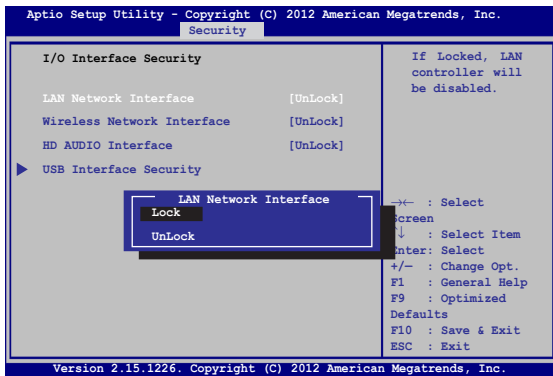 Aptio Setup Utility - Copyright (C) 2012 American Megatrends, Inc.
Security
I/O Interface Security
LAN Network Interface [UnLock]
Wireless Network Interface [UnLock]
HD AUDIO Interface [UnLock]
USB Interface Security
LAN Network Interface
Lock
UnLock
If Locked, LAN
controller will
be disabled.
→← : Select
Screen
↑↓ : Select Item
Enter: Select
+/— : Change Opt.
F1 : General Help
F9 : Optimized
Defaults
F10 : Save & Exit
ESC : Exit
Version 2.15.1226. Copyright (C) 2012 American Megatrends, Inc.